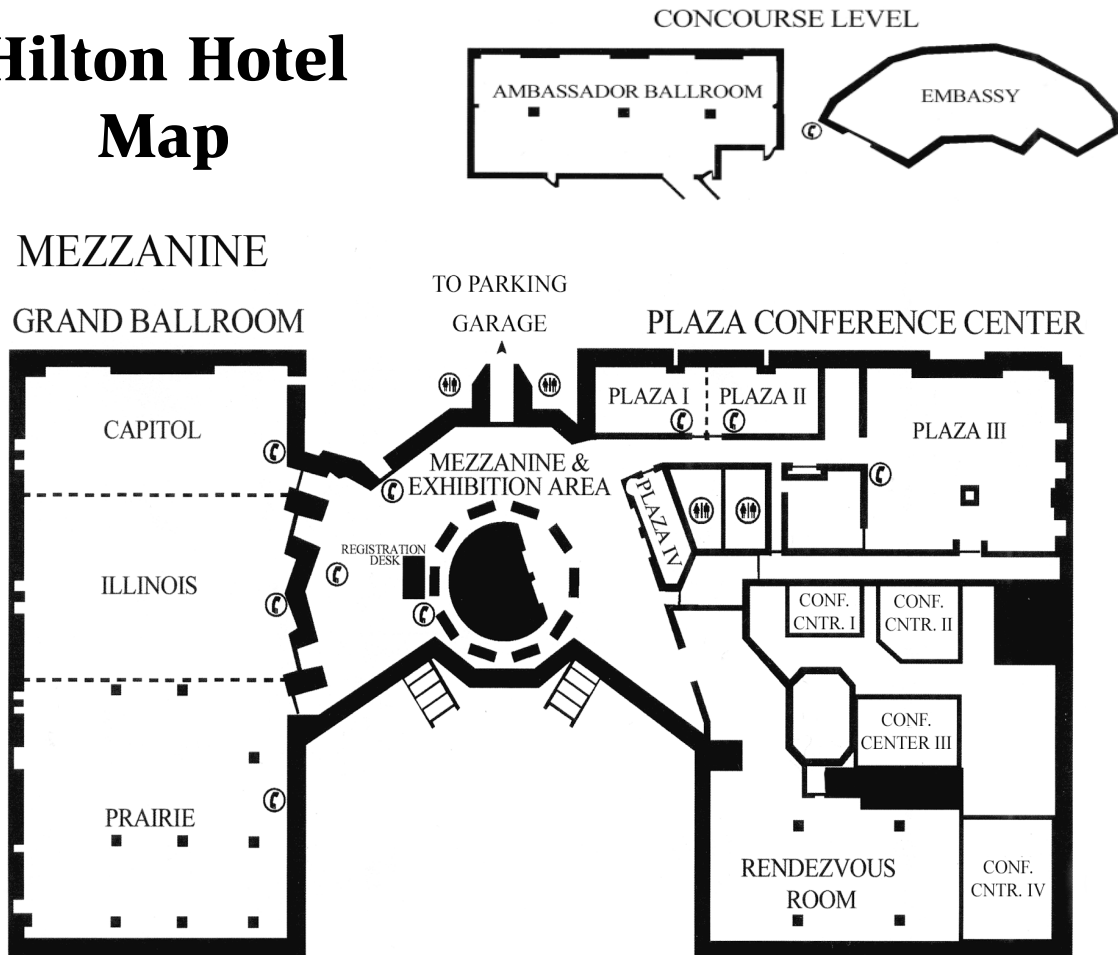 Hilton Hotel
Map
CONCOURSE LEVEL
AMBASSADOR BALLROOM
EMBASSY
MEZZANINE
GRAND BALLROOM
TO PARKING
GARAGE
PLAZA CONFERENCE CENTER
CAPITOL
PLAZA I
PLAZA II
PLAZA III
MEZZANINE &
EXHIBITION AREA
PLAZA IV
REGISTRATION
DESK
ILLINOIS
CONF.
CNTR. I
CONF.
CNTR. II
CONF.
CENTER III
PRAIRIE
RENDEZVOUS
ROOM
CONF.
CNTR. IV